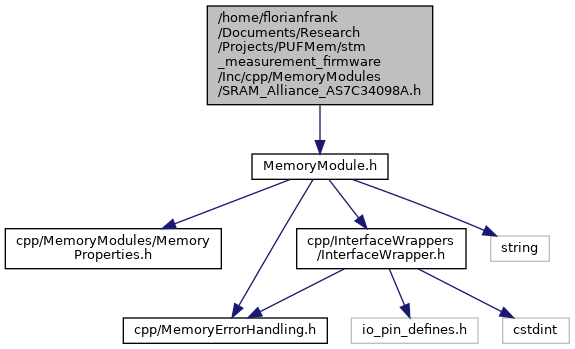 /home/florianfrank
/Documents/Research
/Projects/PUFMem/stm
_measurement_firmware
/Inc/cpp/MemoryModules
/SRAM_Alliance_AS7C34098A.h
MemoryModule.h
cpp/MemoryModules/Memory
Properties.h
cpp/InterfaceWrappers
/InterfaceWrapper.h
string
cpp/MemoryErrorHandling.h
io_pin_defines.h
cstdint